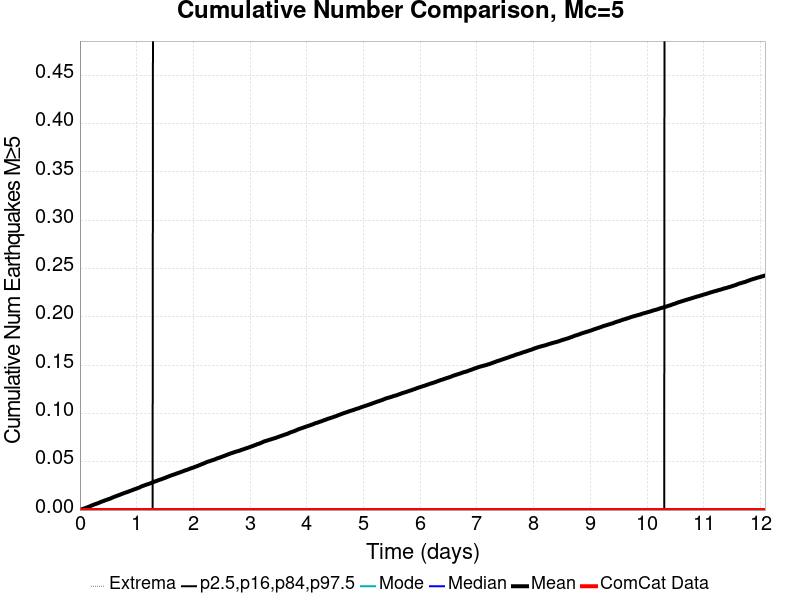 Cumulative Number Comparison, Mc=5
Cumulative Num Earthquakes M≥5
0.45
0.40
0.35
0.30
0.25
0.20
0.15
0.10
0.05
0.00
0 1 2 3 4 5 6 7 8 9 10 11 12
Time (days)
Extrema p2.5,p16,p84,p97.5 Mode Median Mean ComCat Data